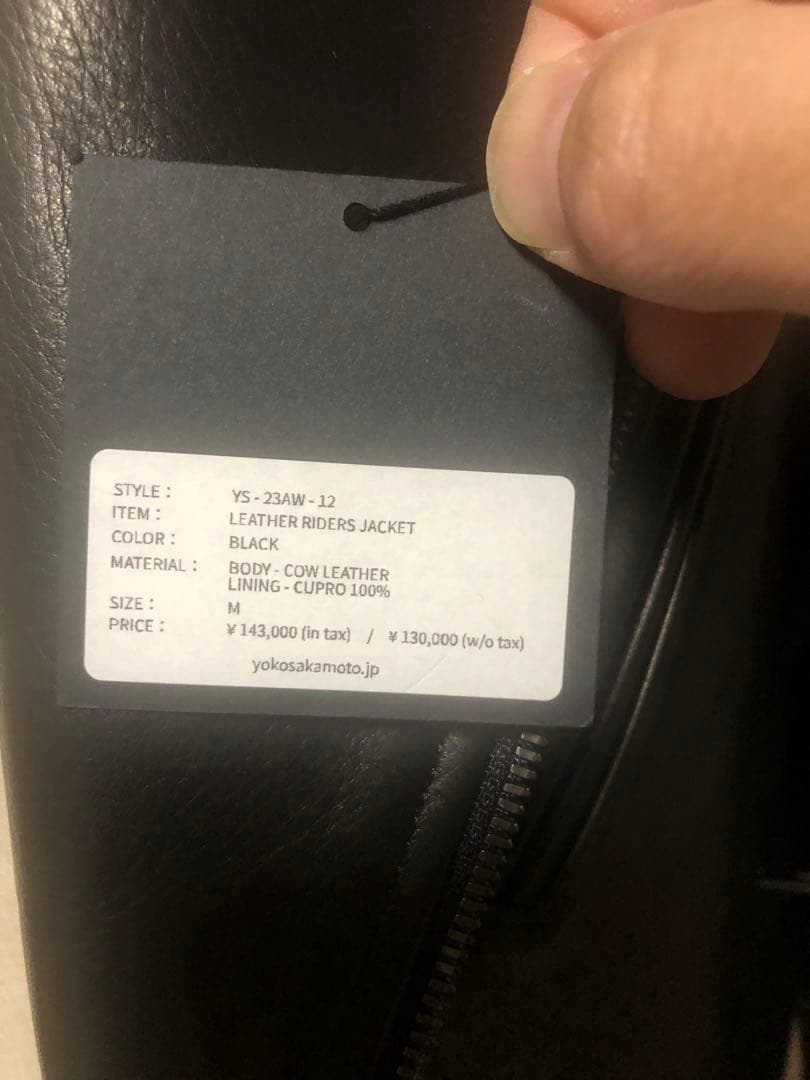 STYLE : YS - 23AW - 12
ITEM : LEATHER RIDERS JACKET
COLOR : BLACK
MATERIAL : BODY - COW LEATHER
LINING - CUPRO 100%
SIZE : M
PRICE : ¥ 143,000 (in tax) / ¥ 130,000 (w/o tax)
yokosakamoto.jp